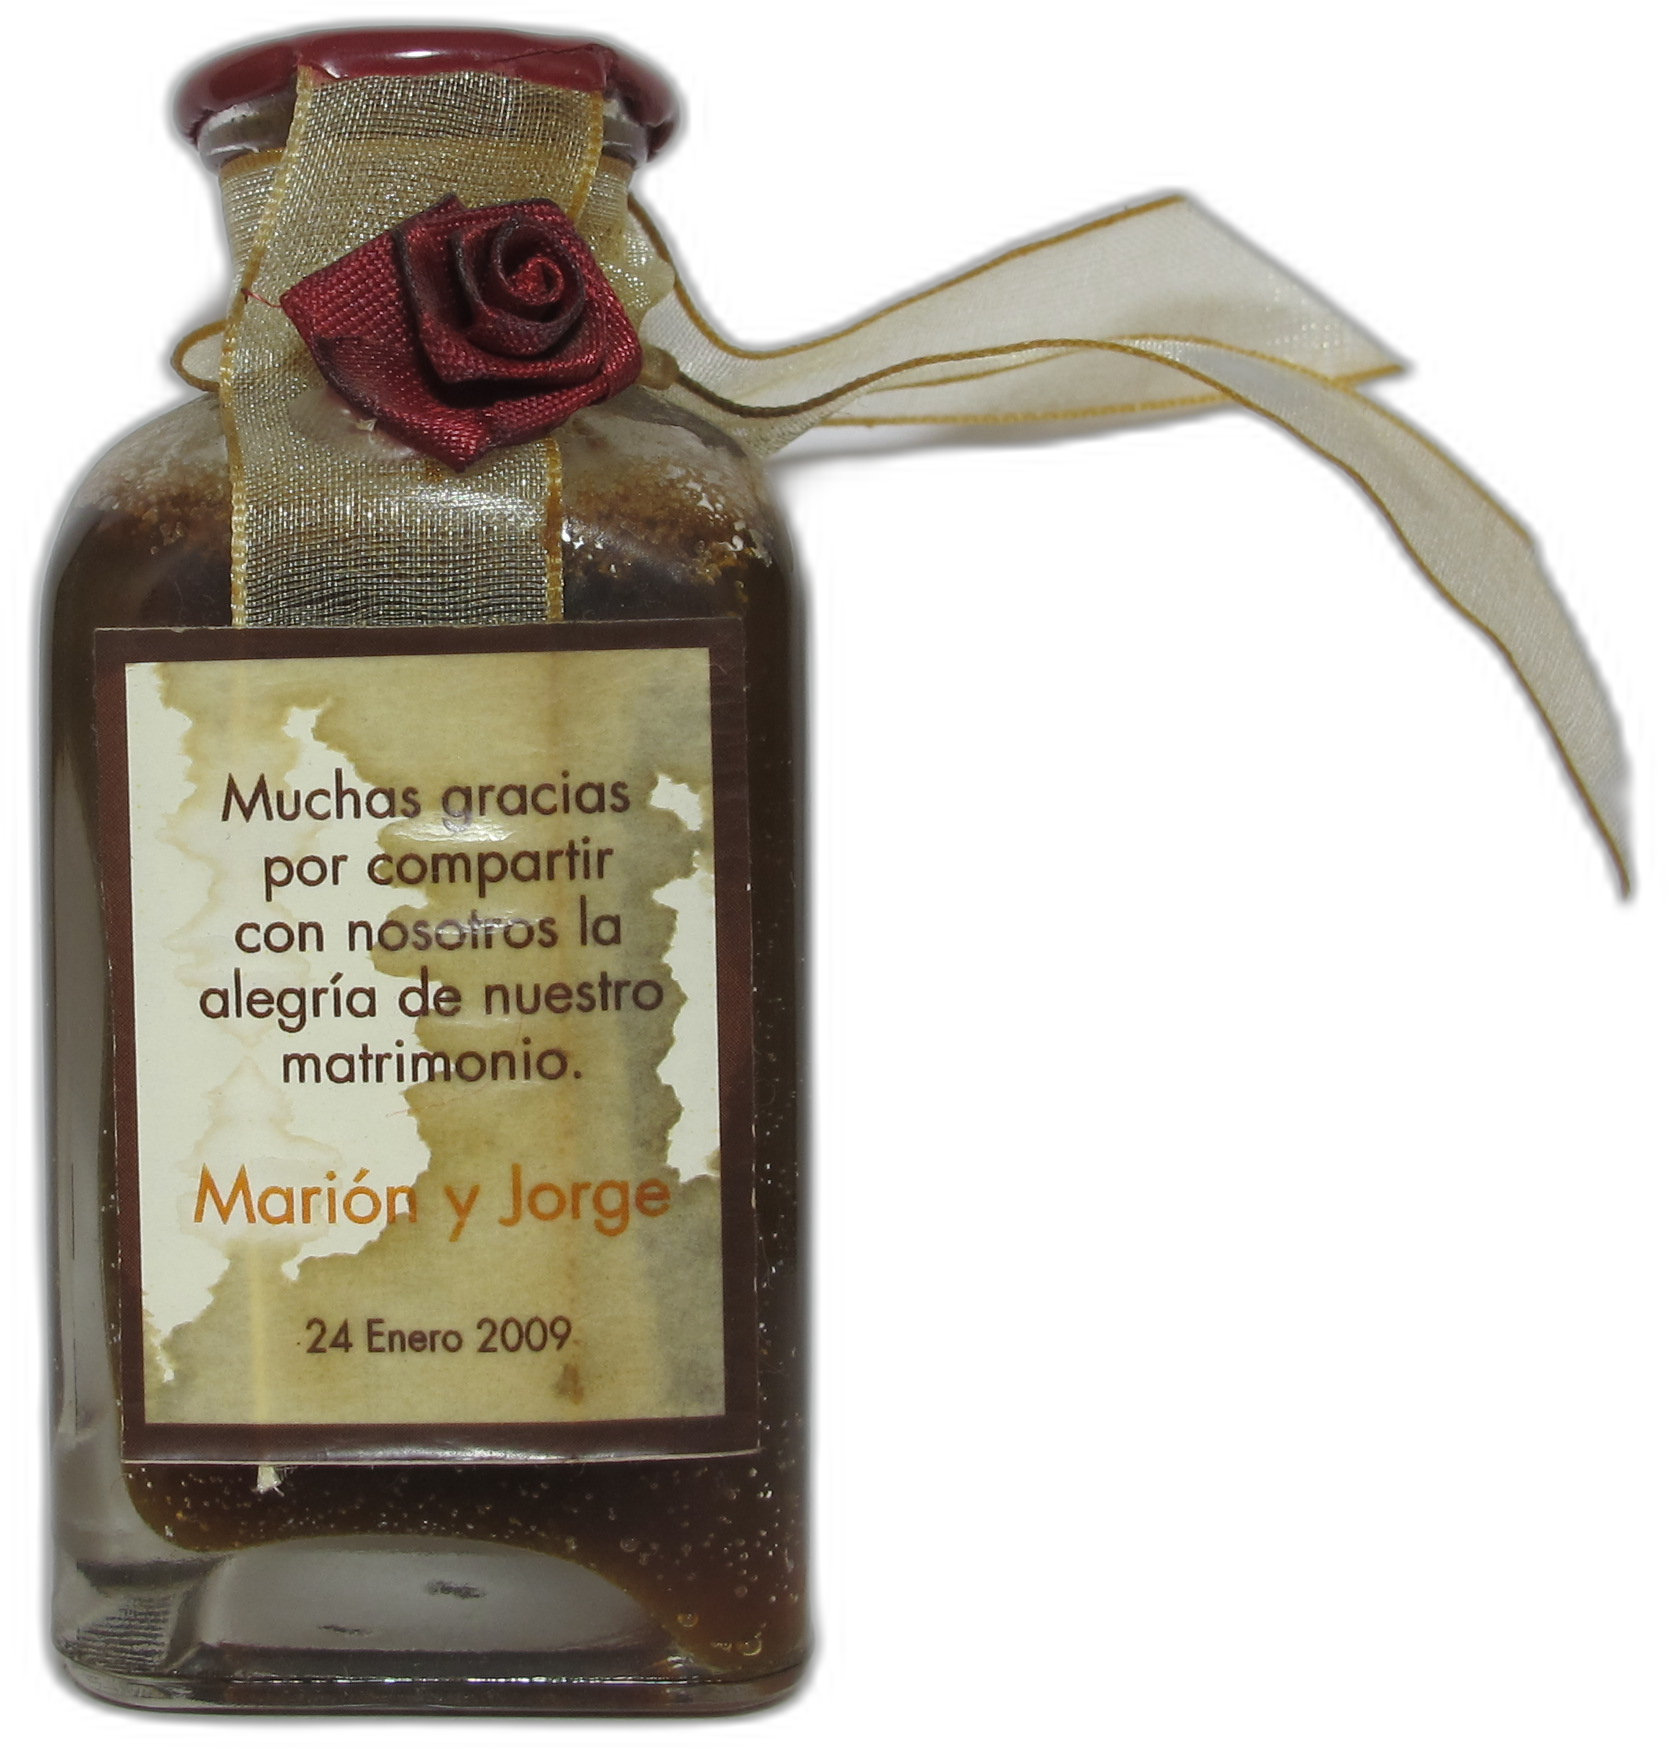 Muchas gracias
por compartir
con nosotros la
alegría de nuestro
matrimonio.
Marión y Jorge
24 Enero 2009